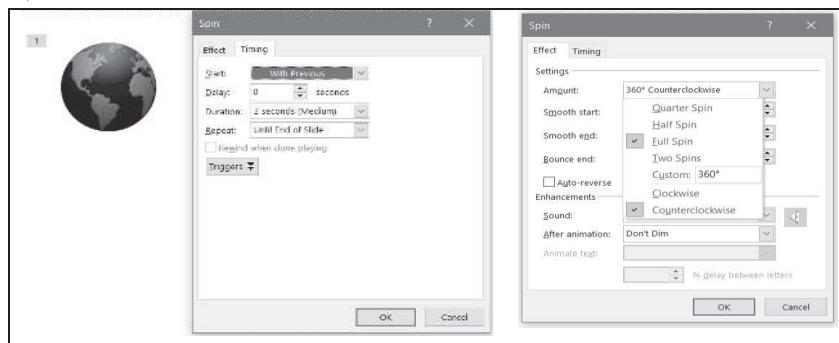 1
Spin ? ×
Effect Timing
Start: With Previous
Delay: 0 seconds
Duration: 2 seconds (Medium)
Repeat: Until End of Slide
Rewind when done playing
Triggers
OK Cancel
Spin ? ×
Effect Timing
Settings
Amount: 360° Counterclockwise
Smooth start:
Smooth end:
Bounce end:
Auto-reverse
Quarter Spin
Half Spin
Full Spin
Two Spins
Custom: 360°
Clockwise
Counterclockwise
Enhancements
Sound:
After animation: Don't Dim
Animate text:
% delay between letters
OK Cancel